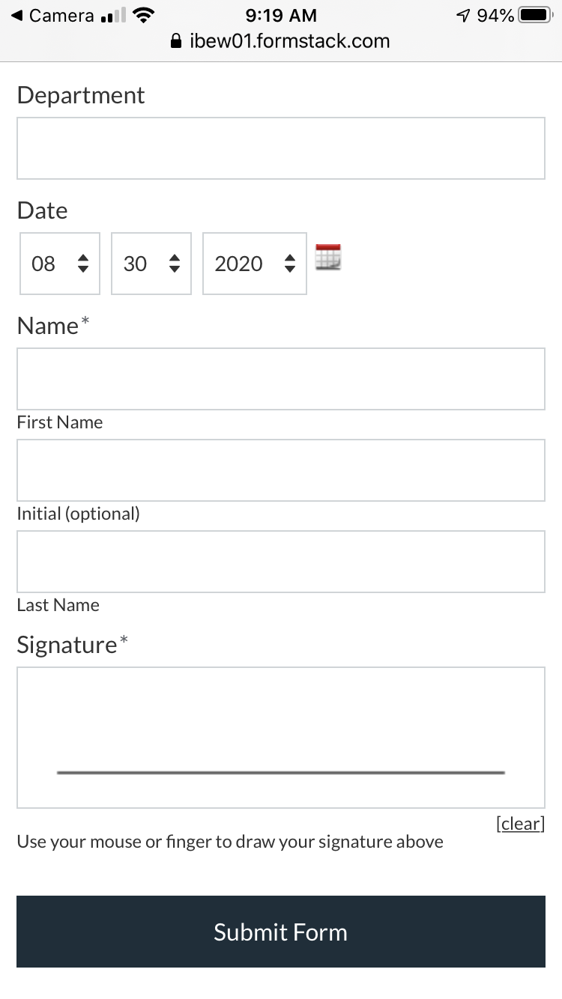 Camera 9:19 AM 94%
ibew01.formstack.com
Department
Date
08 30 2020
Name*
First Name
Initial (optional)
Last Name
Signature*
[clear]
Use your mouse or finger to draw your signature above
Submit Form